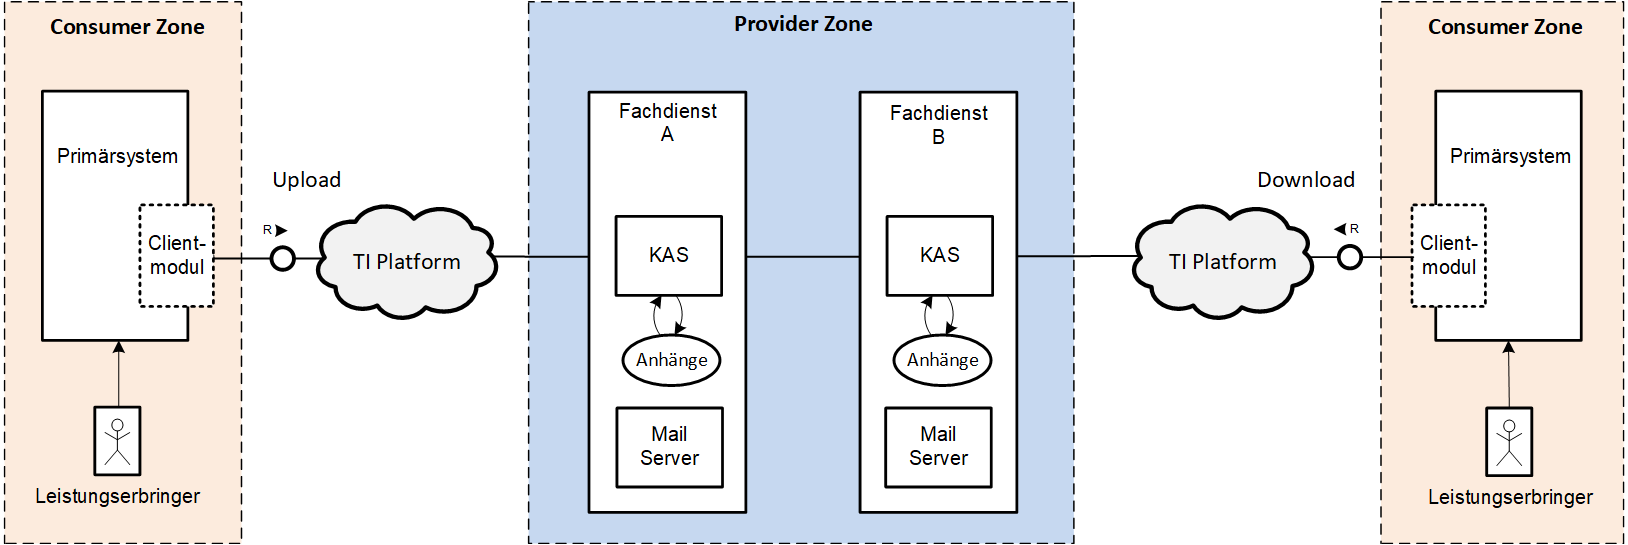 Consumer Zone
Primärsystem
Client-
modul
Leistungserbringer
Upload
R
TI Platform
Provider Zone
Fachdienst
A
KAS
Anhänge
Mail
Server
Fachdienst
B
KAS
Anhänge
Mail
Server
Download
R
TI Platform
Consumer Zone
Primärsystem
Client-
modul
Leistungserbringer